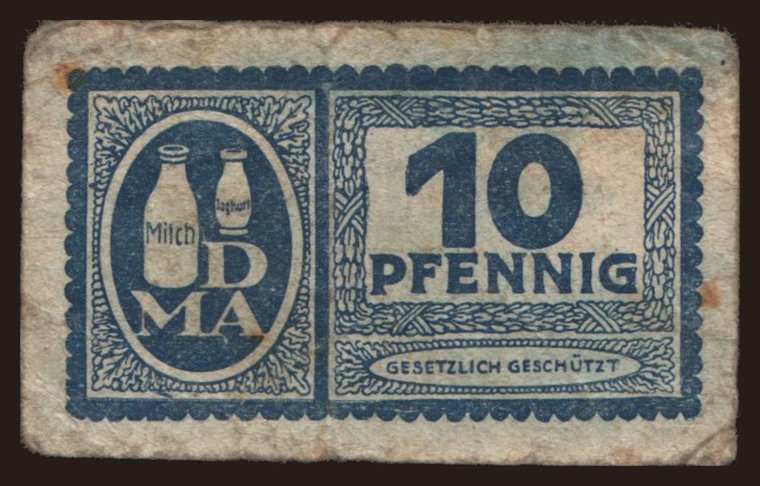 Milch
Joghurt
D
MA
10
PFENNIG
GESETZLICH GESCHÜTZT